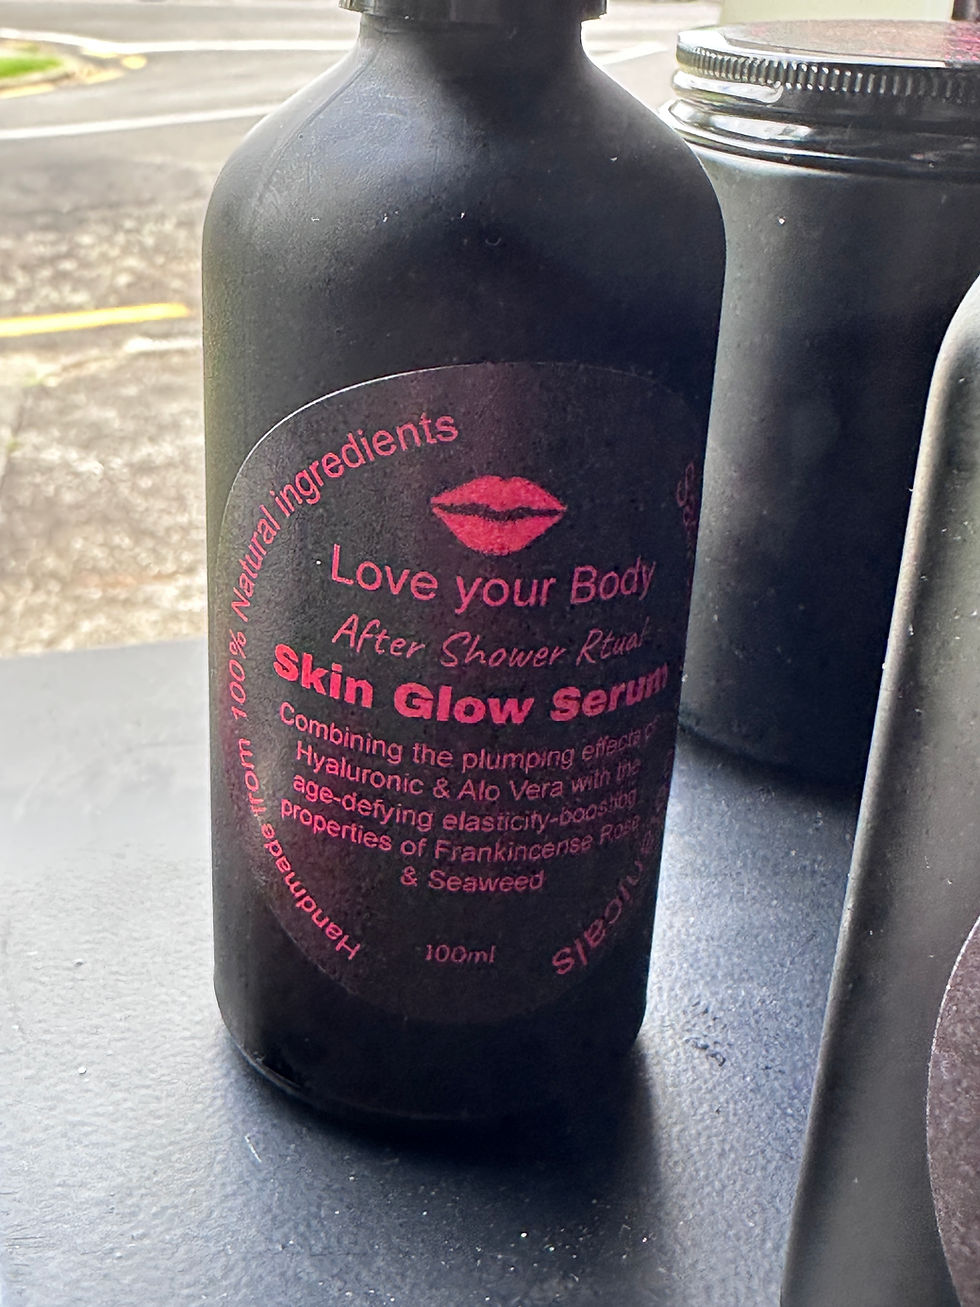 Handmade from 100% Natural ingredients
Love your Body
After Shower Rtual
Skin Glow Serum
Combining the plumping effects of
Hyaluronic & Alo Vera with the
age-defying elasticity-boosting
properties of Frankincense Rose
& Seaweed
100ml